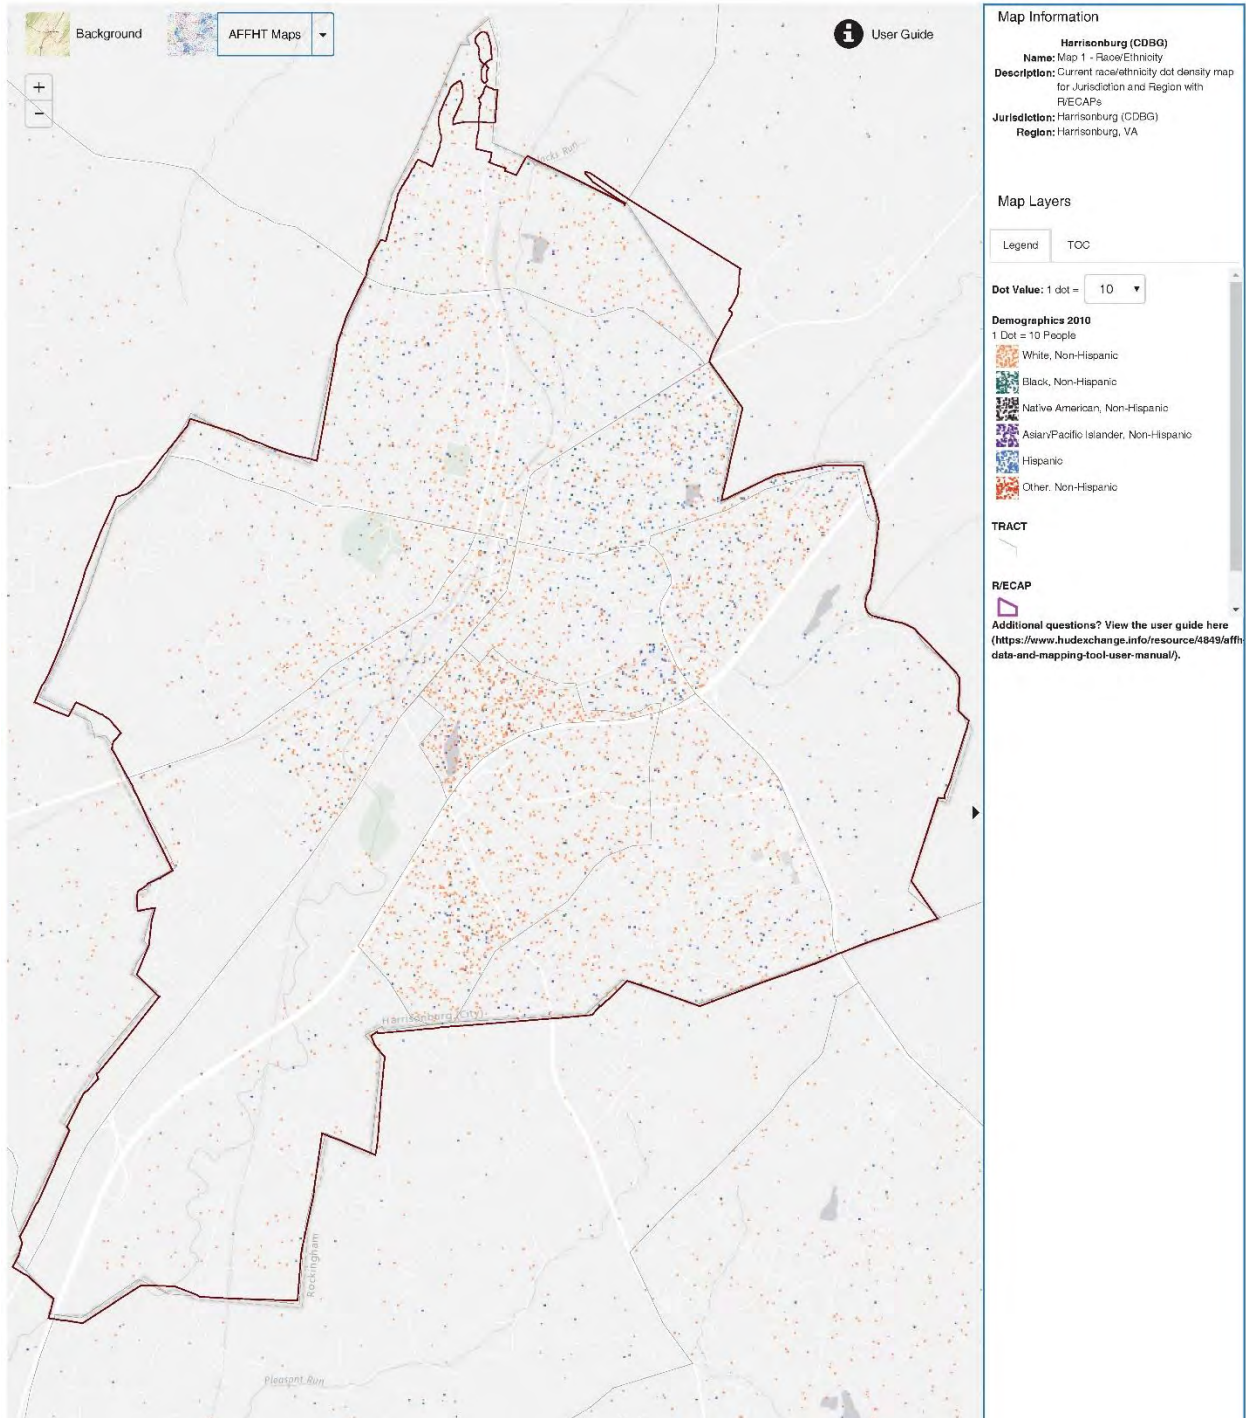 Background
AFFHT Maps
User Guide
+
−
Blacks Run
Harrisonburg (City)
Rockingham
Pleasant Run
Map Information
Harrisonburg (CDBG)
Name: Map 1 - Race/Ethnicity
Description: Current race/ethnicity dot density map
for Jurisdiction and Region with
R/ECAPs
Jurisdiction: Harrisonburg (CDBG)
Region: Harrisonburg, VA
Map Layers
Legend TOC
Dot Value: 1 dot = 10
Demographics 2010
1 Dot = 10 People
White, Non-Hispanic
Black, Non-Hispanic
Native American, Non-Hispanic
Asian/Pacific Islander, Non-Hispanic
Hispanic
Other, Non-Hispanic
TRACT
R/ECAP
Additional questions? View the user guide here
(https://www.hudexchange.info/resource/4849/affh-
data-and-mapping-tool-user-manual/).